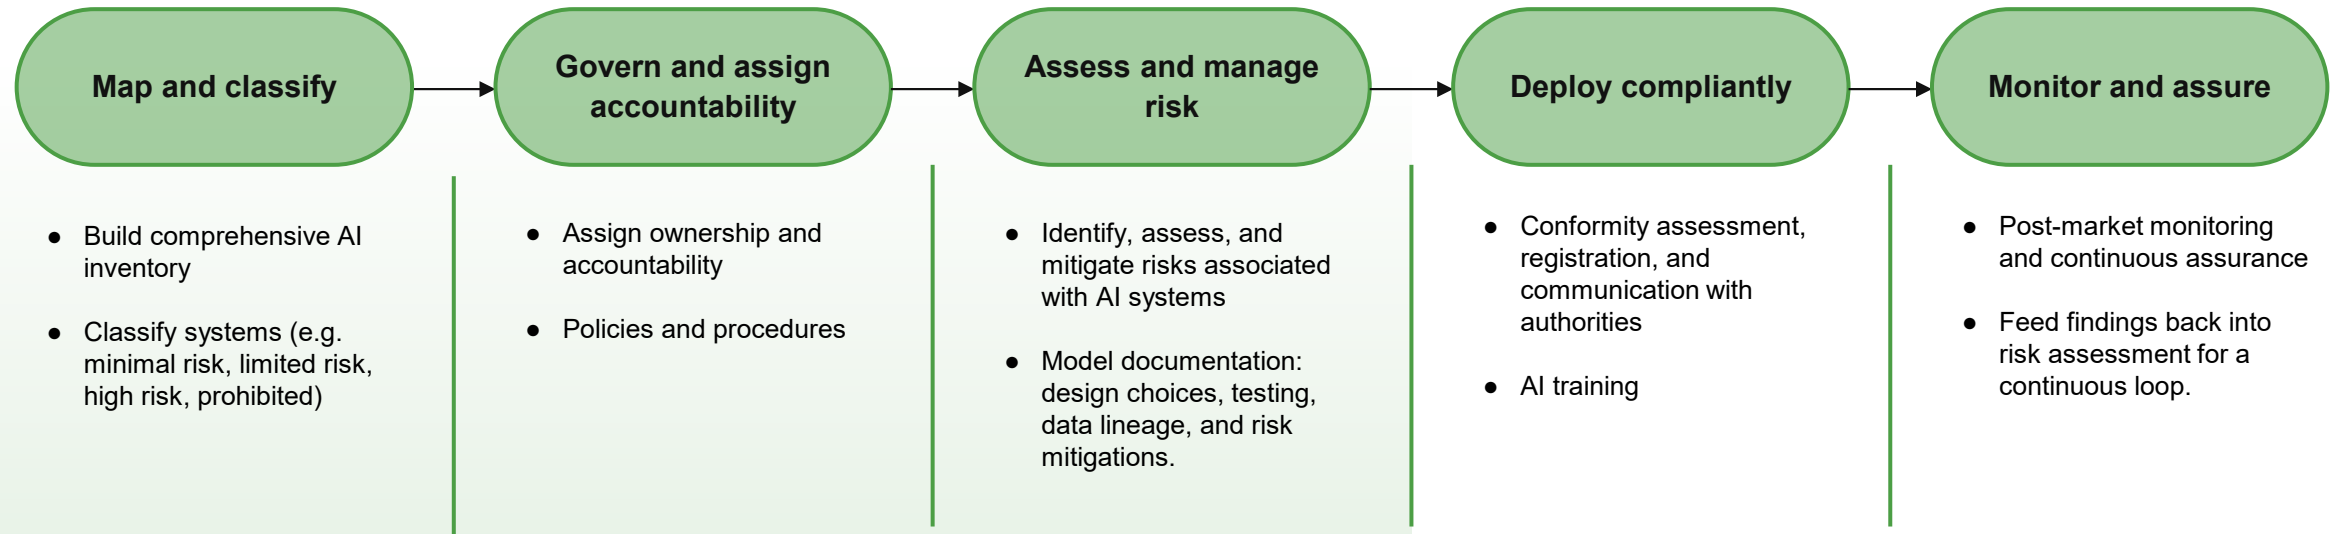 Map and classify
Govern and assign
accountability
Assess and manage
risk
Deploy compliantly
Monitor and assure
● Build comprehensive AI
inventory
● Classify systems (e.g.
minimal risk, limited risk,
high risk, prohibited)
● Assign ownership and
accountability
● Policies and procedures
● Identify, assess, and
mitigate risks associated
with AI systems
● Model documentation:
design choices, testing,
data lineage, and risk
mitigations.
● Conformity assessment,
registration, and
communication with
authorities
● AI training
● Post-market monitoring
and continuous assurance
● Feed findings back into
risk assessment for a
continuous loop.